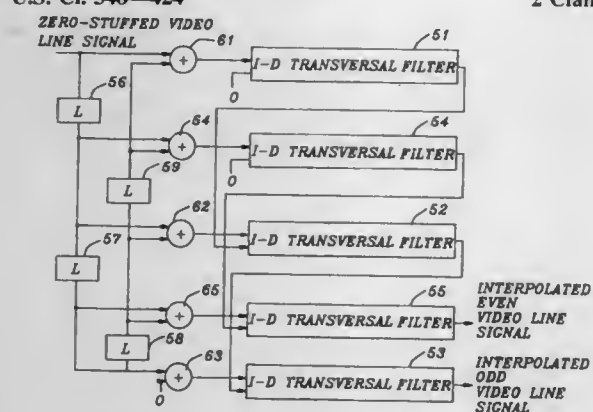 ZERO-STUFFED VIDEO
LINE SIGNAL
61
51
+
I-D TRANSVERSAL FILTER
56
0
L
64
54
+
I-D TRANSVERSAL FILTER
59
0
L
62
52
+
I-D TRANSVERSAL FILTER
57
L
65
55
INTERPOLATED
EVEN
VIDEO LINE
SIGNAL
+
I-D TRANSVERSAL FILTER
58
L
63
53
INTERPOLATED
ODD
VIDEO LINE
SIGNAL
+
I-D TRANSVERSAL FILTER
0